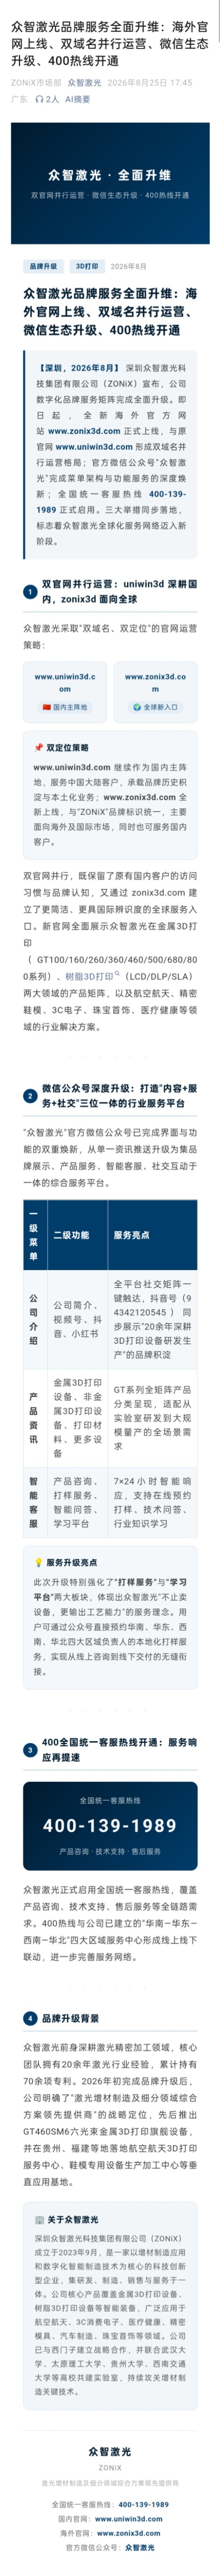 众智激光品牌服务全面升维：海外官
网上线、双域名并行运营、微信生态
升级、400热线开通
ZONiX市场部 众智激光 2026年8月25日 17:45
广东 2人 AI摘要
众智激光 · 全面升维
双官网并行运营 · 微信生态升级 · 400热线开通
品牌升级 3D打印 2026年8月
众智激光品牌服务全面升维：海
外官网上线、双域名并行运营、
微信生态升级、400热线开通
【深圳，2026年8月】深圳众智激光科
技集团有限公司（ZONiX）宣布，公司
数字化品牌服务矩阵完成全面升级。即
日起，全新海外官方网
站 www.zonix3d.com 正式上线，与原
官网 www.uniwin3d.com 形成双域名并
行运营格局；官方微信公众号"众智激
光"完成菜单架构与功能服务的深度焕
新；全国统一客服热线 400-139-
1989 正式启用。三大举措同步落地，
标志着众智激光全球化服务网络迈入新
阶段。
1 双官网并行运营：uniwin3d 深耕国
内，zonix3d 面向全球
众智激光采取"双域名、双定位"的官网运营
策略：
www.uniwin3d.c
om
🇨🇳 国内主阵地
www.zonix3d.co
m
🌍 全球新入口
📌 双定位策略
www.uniwin3d.com 继续作为国内主阵
地，服务中国大陆客户，承载品牌历史积
淀与本土化业务；www.zonix3d.com 全
新上线，与"ZONiX"品牌标识统一，主要
面向海外及国际市场，同时也可服务国内
客户。
双官网并行，既保留了原有国内客户的访问
习惯与品牌认知，又通过 zonix3d.com 建
立了更简洁、更具国际辨识度的全球服务入
口。新官网全面展示众智激光在金属3D打
印
（GT100/160/260/360/460/500/680/80
0系列）、树脂3D打印（LCD/DLP/SLA）
两大领域的产品矩阵，以及航空航天、精密
鞋模、3C电子、珠宝首饰、医疗健康等领
域的行业解决方案。
2 微信公众号深度升级：打造"内容+服
务+社交"三位一体的行业服务平台
"众智激光"官方微信公众号已完成界面与功
能的双重焕新，从单一资讯推送升级为集品
牌展示、产品服务、智能客服、社交互动于
一体的综合服务平台。
一级菜单 二级功能 服务亮点
公司介绍 公司简介、视频号、抖音、小红书 全平台社交矩阵一键触达，抖音号（94342120545）同步展示"20余年深耕3D打印设备研发生产"的品牌积淀
产品资讯 金属3D打印设备、非金属3D打印设备、打印材料、更多设备 GT系列全矩阵产品分类呈现，适配从实验室研发到大规模量产的全场景需求
智能客服 产品咨询、打样服务、智能问答、学习平台 7×24小时智能响应，支持在线预约打样、技术问答、行业知识学习
💡 服务升级亮点
此次升级特别强化了"打样服务"与"学习
平台"两大板块，体现出众智激光"不止卖
设备，更输出工艺能力"的服务理念。用
户可通过公众号直接预约华南、华东、西
南、华北四大区域负责人的本地化打样服
务，实现从线上咨询到线下交付的无缝衔
接。
3 400全国统一客服热线开通：服务响
应再提速
全国统一客服热线
400-139-1989
产品咨询 · 技术支持 · 售后服务
众智激光正式启用全国统一客服热线，覆盖
产品咨询、技术支持、售后服务等全链路需
求。400热线与公司已建立的"华南—华东—
西南—华北"四大区域服务中心形成线上线下
联动，进一步完善服务网络。
4 品牌升级背景
众智激光前身深耕激光精密加工领域，核心
团队拥有20余年激光行业经验，累计持有
70余项专利。2026年初完成品牌升级后，
公司明确了"激光增材制造及细分领域综合
方案领先提供商"的战略定位，先后推出
GT460SM6六光束金属3D打印旗舰设备，
并在贵州、福建等地落地航空航天3D打印
服务中心、鞋模专用设备生产加工中心等垂
直应用基地。
🏢 关于众智激光
深圳众智激光科技集团有限公司（ZONiX）
成立于2023年9月，是一家以增材制造应用
和数字化智能制造技术为核心的科技创新
型企业，集研发、制造、销售与服务于一
体。公司核心产品覆盖金属3D打印设备、
树脂3D打印设备等智能装备，广泛应用于
航空航天、3C消费电子、医疗健康、精密
模具、汽车制造、珠宝首饰等领域。公司
已与西门子建立战略合作，并联合武汉大
学、太原理工大学、贵州大学、西南交通
大学等高校共建实验室，持续攻关增材制
造关键技术。
众智激光
ZONiX
激光增材制造及细分领域综合方案领先提供商
全国统一客服热线：400-139-1989
国内官网：www.uniwin3d.com
海外官网：www.zonix3d.com
官方微信公众号：众智激光